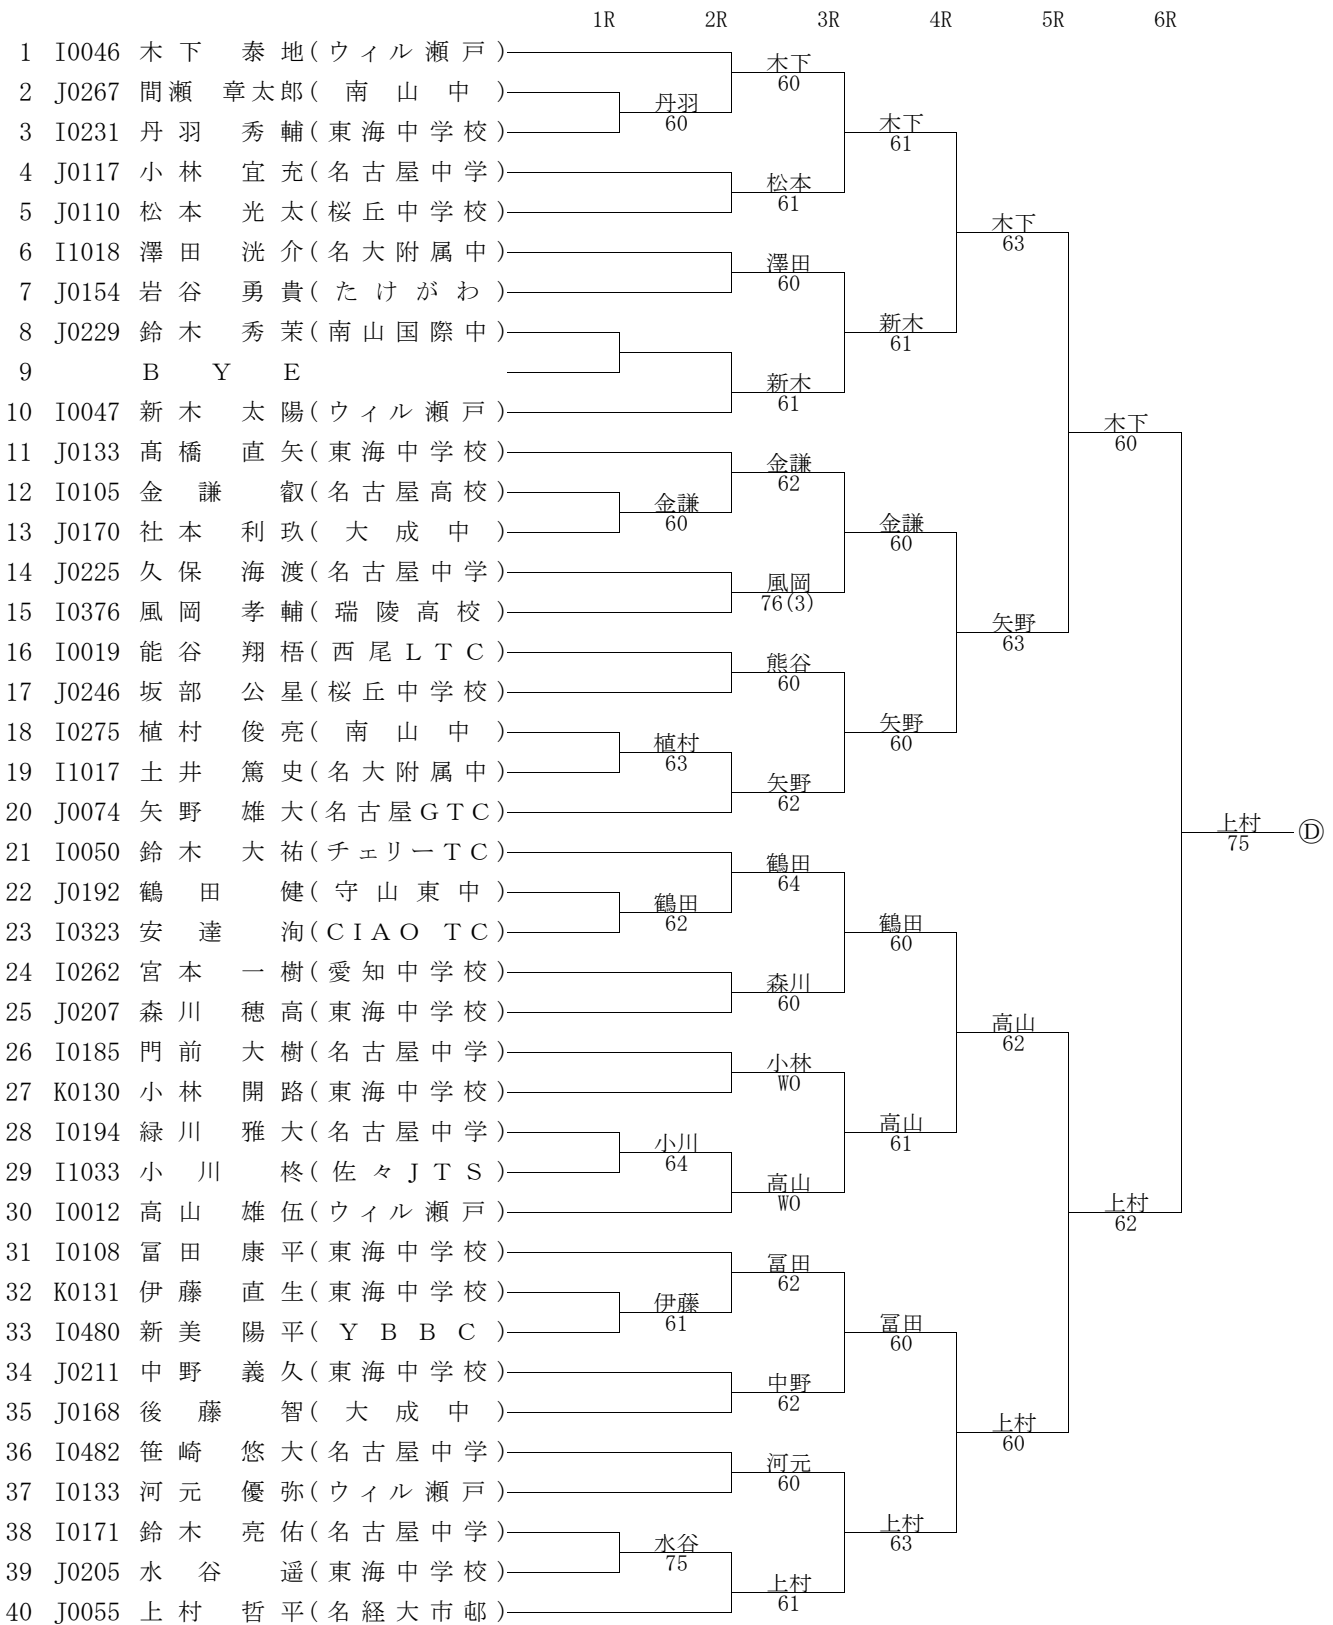 1R 2R 3R 4R 5R 6R
1 I0046 木下 泰地(ウィル瀬戸)
木下
60
2 J0267 間瀬 章太郎(南山中)
丹羽
60
3 I0231 丹羽 秀輔(東海中学校)
木下
61
4 J0117 小林 宜充(名古屋中学)
松本
61
5 J0110 松本 光太(桜丘中学校)
木下
63
6 I1018 澤田 洸介(名大附属中)
澤田
60
7 J0154 岩谷 勇貴(たけがわ)
8 J0229 鈴木 秀茉(南山国際中)
新木
61
9 BYE
新木
61
10 I0047 新木 太陽(ウィル瀬戸)
木下
60
11 J0133 髙橋 直矢(東海中学校)
金謙
62
12 I0105 金謙 叡(名古屋高校)
金謙
60
13 J0170 社本 利玖(大成中)
金謙
60
14 J0225 久保 海渡(名古屋中学)
風岡
76(3)
15 I0376 風岡 孝輔(瑞陵高校)
矢野
63
16 I0019 能谷 翔梧(西尾LTC)
熊谷
60
17 J0246 坂部 公星(桜丘中学校)
18 I0275 植村 俊亮(南山中)
植村
63
矢野
60
19 I1017 土井 篤史(名大附属中)
矢野
62
20 J0074 矢野 雄大(名古屋GTC)
上村
75
Ⓓ
21 I0050 鈴木 大祐(チェリーTC)
鶴田
64
22 J0192 鶴田 健(守山東中)
鶴田
62
23 I0323 安達 洵(CIAO TC)
鶴田
60
24 I0262 宮本 一樹(愛知中学校)
森川
60
25 J0207 森川 穂高(東海中学校)
高山
62
26 I0185 門前 大樹(名古屋中学)
小林
WO
27 K0130 小林 開路(東海中学校)
28 I0194 緑川 雅大(名古屋中学)
小川
64
高山
61
29 I1033 小川 柊(佐々JTS)
高山
WO
30 I0012 高山 雄伍(ウィル瀬戸)
上村
62
31 I0108 冨田 康平(東海中学校)
冨田
62
32 K0131 伊藤 直生(東海中学校)
伊藤
61
33 I0480 新美 陽平(YBBC)
冨田
60
34 J0211 中野 義久(東海中学校)
中野
62
35 J0168 後藤 智(大成中)
上村
60
36 I0482 笹崎 悠大(名古屋中学)
河元
60
37 I0133 河元 優弥(ウィル瀬戸)
38 I0171 鈴木 亮佑(名古屋中学)
水谷
75
上村
63
39 J0205 水谷 遥(東海中学校)
上村
61
40 J0055 上村 哲平(名経大市邨)